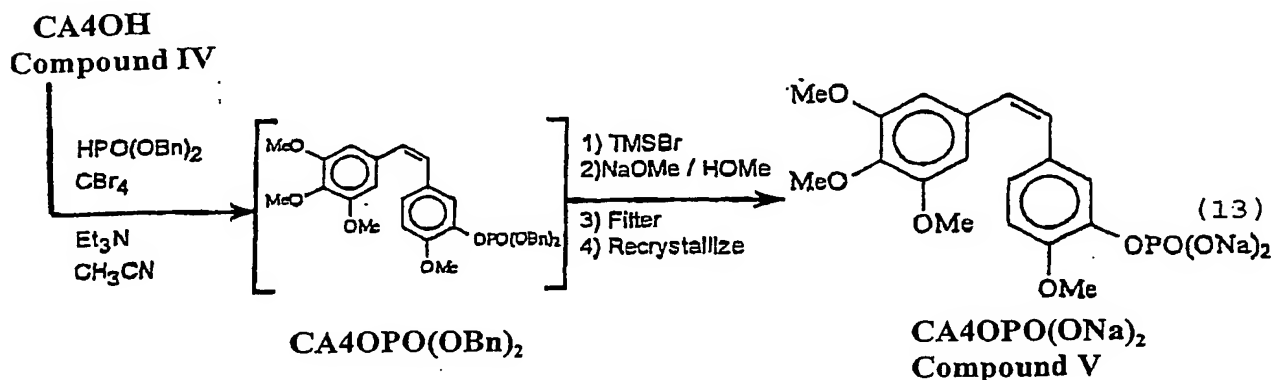 CA4OH
Compound IV
HPO(OBn)₂
CBr₄
Et₃N
CH₃CN
MeO
MeO
OMe
OPO(OBn)₂
OMe
CA4OPO(OBn)₂
1) TMSBr
2)NaOMe / HOMe
3) Filter
4) Recrystallize
MeO
MeO
OMe
OPO(ONa)₂
OMe
(13)
CA4OPO(ONa)₂
Compound V